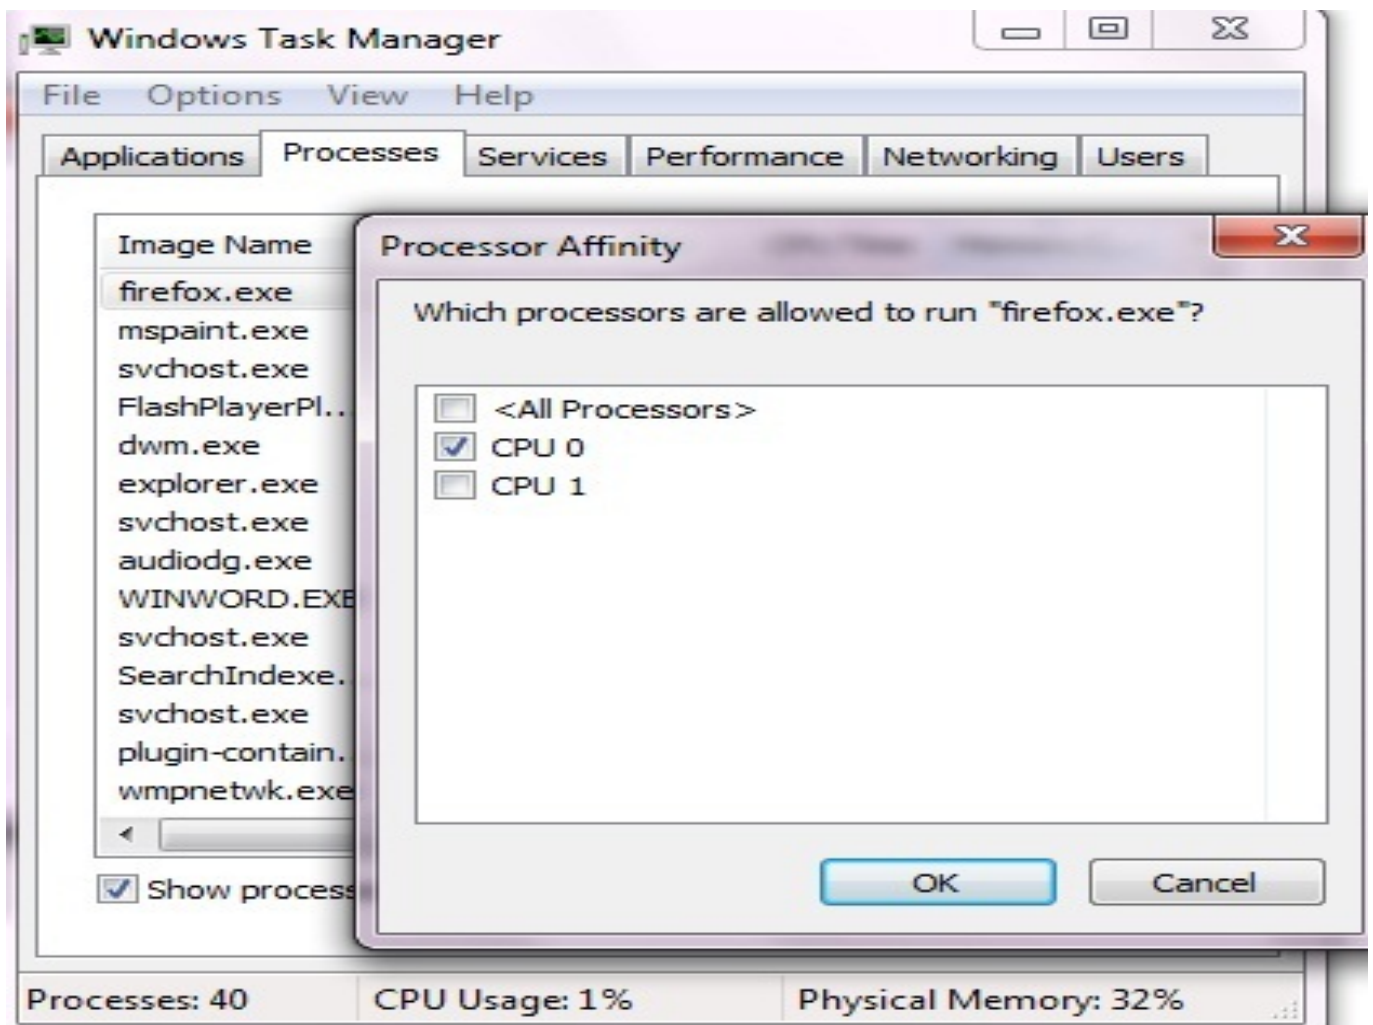 Windows Task Manager
File Options View Help
Applications Processes Services Performance Networking Users
Image Name
firefox.exe
mspaint.exe
svchost.exe
FlashPlayerPl...
dwm.exe
explorer.exe
svchost.exe
audiodg.exe
WINWORD.EXE
svchost.exe
SearchIndexe..
svchost.exe
plugin-contain..
wmpnetwk.exe
Show process
Processor Affinity
Which processors are allowed to run "firefox.exe"?
<All Processors>
CPU 0
CPU 1
OK Cancel
Processes: 40 CPU Usage: 1% Physical Memory: 32%